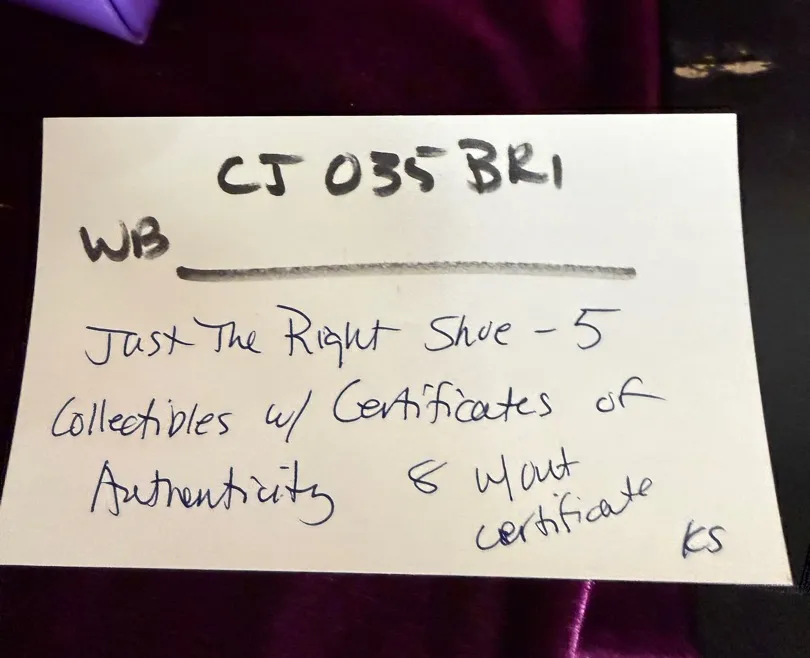 CJ 035 BR1
WB
Just The Right Shoe - 5
Collectibles w/ Certificates of
Authenticity 8 w/out
certificate
KS